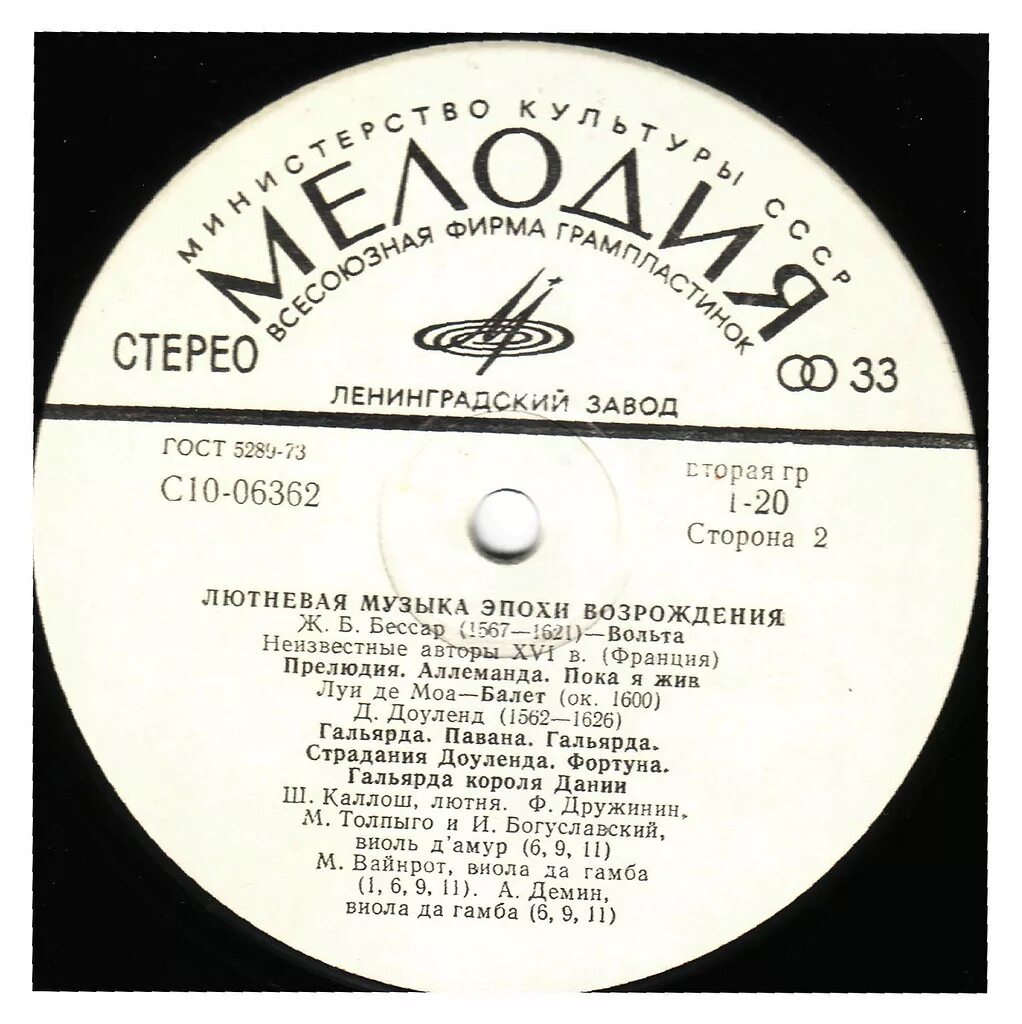 МИНИСТЕРСТВО КУЛЬТУРЫ СССР
МЕЛОДИЯ
ВСЕСОЮЗНАЯ ФИРМА ГРАМПЛАСТИНОК
СТЕРЕО
33
ЛЕНИНГРАДСКИЙ ЗАВОД
ГОСТ 5289-73
С10-06362
вторая гр
1-20
Сторона 2
ЛЮТНЕВАЯ МУЗЫКА ЭПОХИ ВОЗРОЖДЕНИЯ
Ж. Б. Бессар (1567—1621)—Вольта
Неизвестные авторы XVI в. (Франция)
Прелюдия. Аллеманда. Пока я жив
Луи де Моа—Балет (ок. 1600)
Д. Доуленд (1562—1626)
Гальярда. Павана. Гальярда.
Страдания Доуленда. Фортуна.
Гальярда короля Дании
Ш. Каллош, лютня. Ф. Дружинин,
М. Толпыго и И. Богуславский,
виоль д'амур (6, 9, 11)
М. Вайнрот, виола да гамба
(1, 6, 9, 11). А. Демин,
виола да гамба (6, 9, 11)